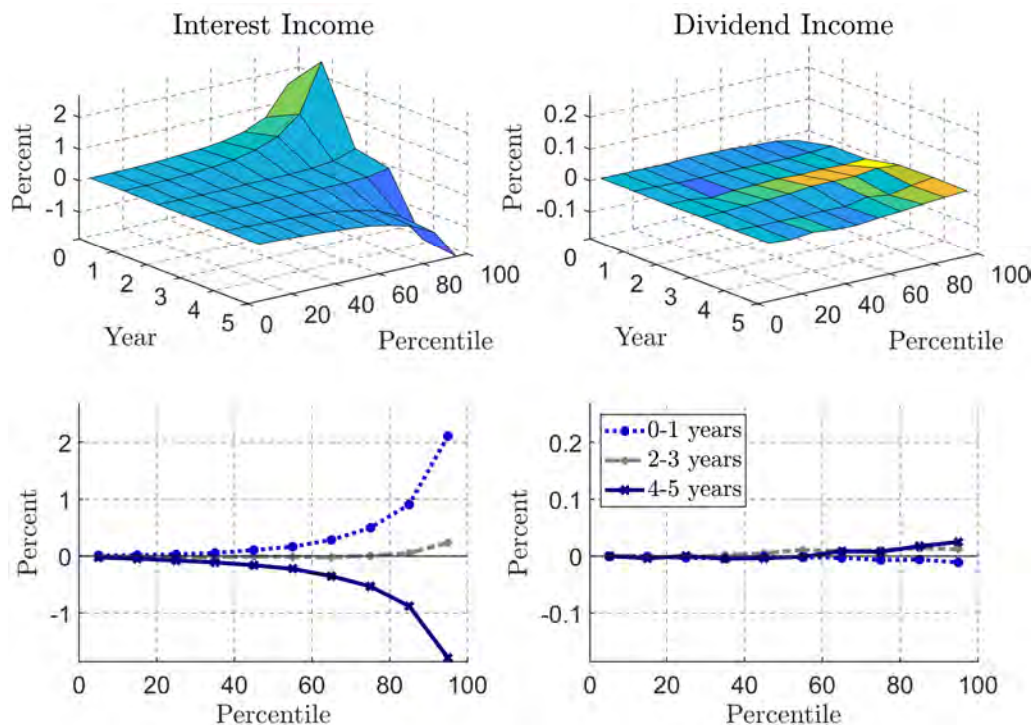 Interest Income
Dividend Income
Percent
2
1
0
-1
0
1
2
3
4
5
Year
0
20
40
60
80
100
Percentile
Percent
0.2
0.1
0
-0.1
0
1
2
3
4
5
Year
0
20
40
60
80
100
Percentile
Percent
2
1
0
-1
0 20 40 60 80 100
Percentile
Percent
0.2
0.1
0
-0.1
0-1 years
2-3 years
4-5 years
0 20 40 60 80 100
Percentile